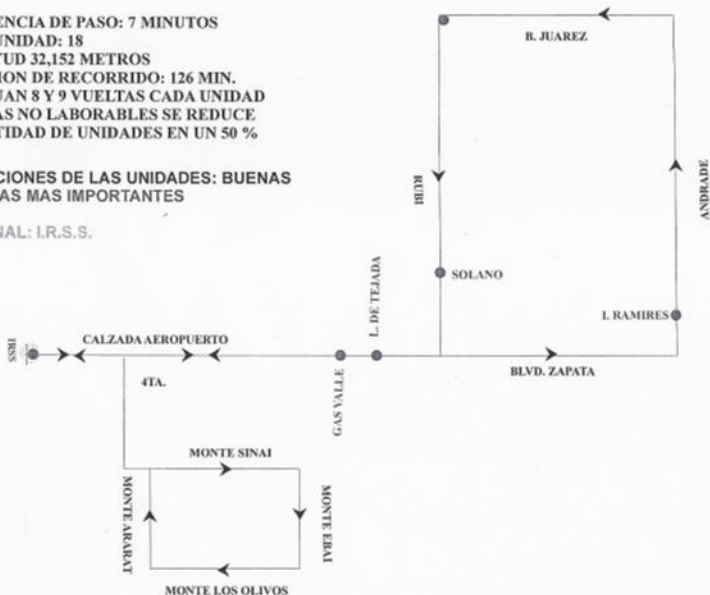 ENCIA DE PASO: 7 MINUTOS
UNIDAD: 18
TUD 32,152 METROS
ION DE RECORRIDO: 126 MIN.
UAN 8 Y 9 VUELTAS CADA UNIDAD
AS NO LABORABLES SE REDUCE
TIDAD DE UNIDADES EN UN 50 %
CIONES DE LAS UNIDADES: BUENAS
AS MAS IMPORTANTES
NAL: I.R.S.S.
B. JUAREZ
RUBI
ANDRADE
SOLANO
L. DE TEJADA
I. RAMIRES
IRSS
CALZADA AEROPUERTO
4TA.
GAS VALLE
BLVD. ZAPATA
MONTE SINAI
MONTE ARARAT
MONTE EBAI
MONTE LOS OLIVOS